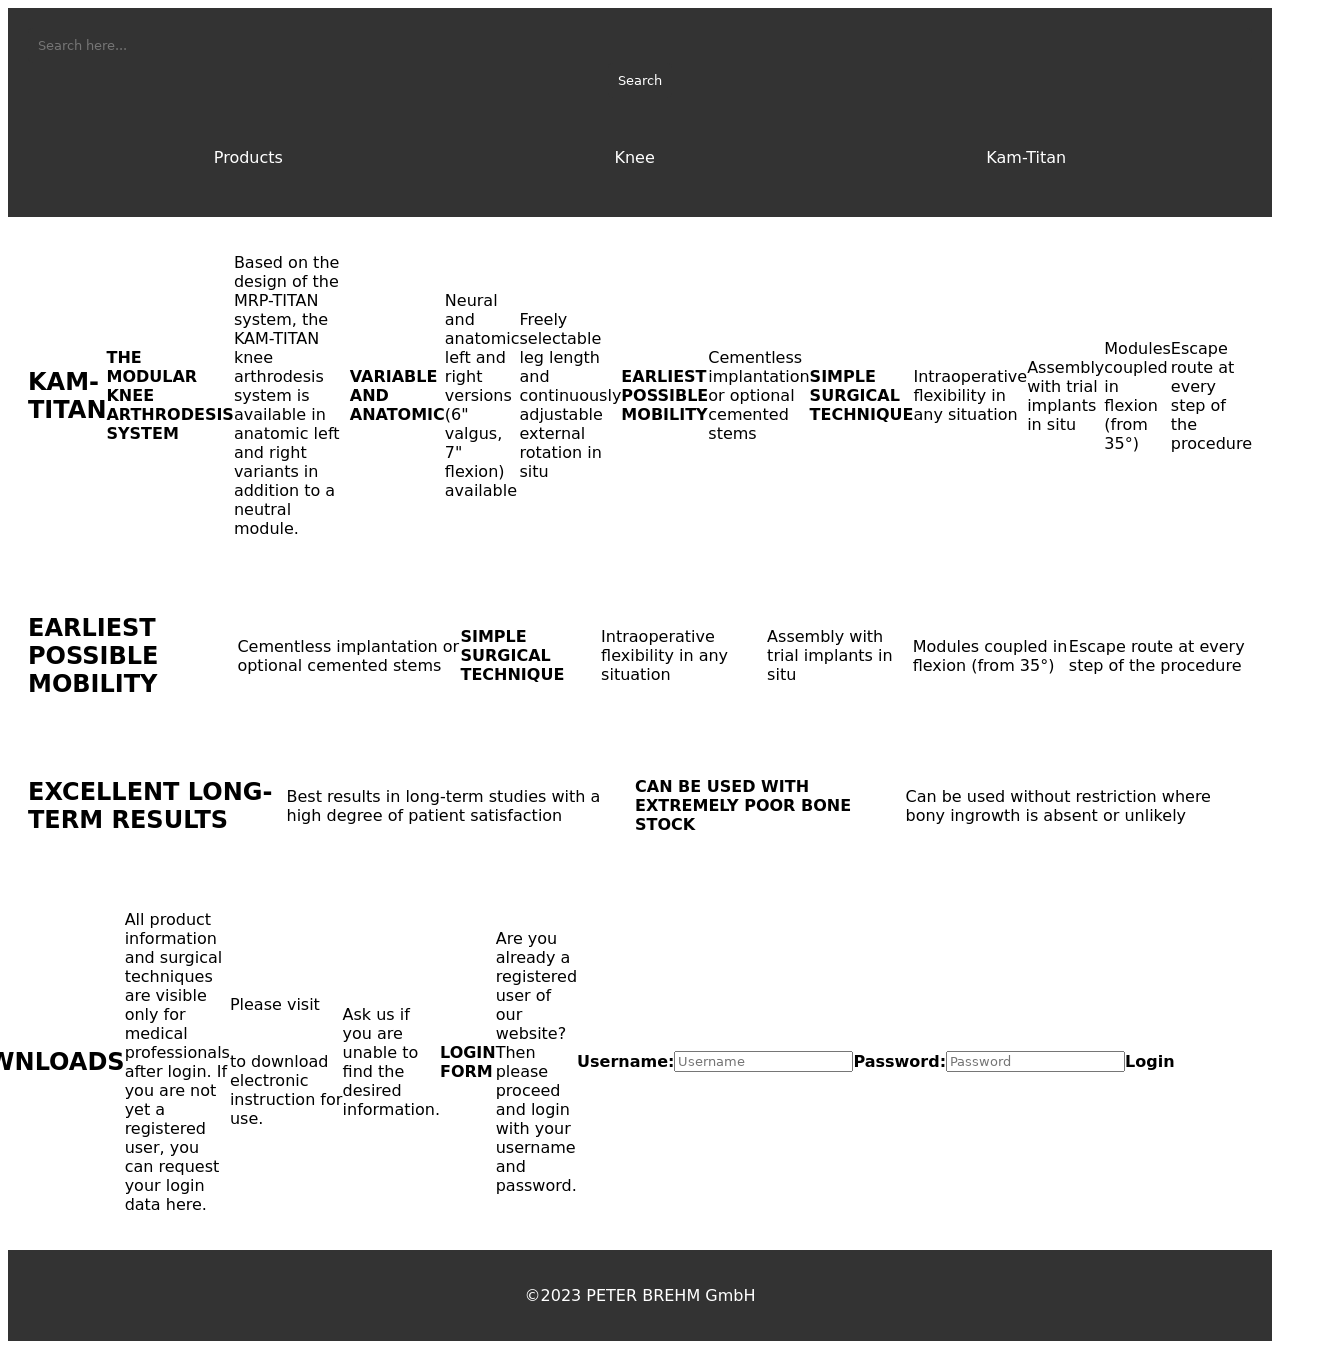 Search here...
Search
Products
Knee
Kam-Titan
KAM-
TITAN
THE
MODULAR
KNEE
ARTHRODESIS
SYSTEM
Based on the
design of the
MRP-TITAN
system, the
KAM-TITAN
knee
arthrodesis
system is
available in
anatomic left
and right
variants in
addition to a
neutral
module.
VARIABLE
AND
ANATOMIC
Neural
and
anatomic
left and
right
versions
(6"
valgus,
7"
flexion)
available
Freely
selectable
leg length
and
continuously
adjustable
external
rotation in
situ
EARLIEST
POSSIBLE
MOBILITY
Cementless
implantation
or optional
cemented
stems
SIMPLE
SURGICAL
TECHNIQUE
Intraoperative
flexibility in
any situation
Assembly
with trial
implants
in situ
Modules
coupled
in
flexion
(from
35°)
Escape
route at
every
step of
the
procedure
EARLIEST
POSSIBLE
MOBILITY
Cementless implantation or
optional cemented stems
SIMPLE
SURGICAL
TECHNIQUE
Intraoperative
flexibility in any
situation
Assembly with
trial implants in
situ
Modules coupled in
flexion (from 35°)
Escape route at every
step of the procedure
EXCELLENT LONG-
TERM RESULTS
Best results in long-term studies with a
high degree of patient satisfaction
CAN BE USED WITH
EXTREMELY POOR BONE
STOCK
Can be used without restriction where
bony ingrowth is absent or unlikely
WNLOADS
All product
information
and surgical
techniques
are visible
only for
medical
professionals
after login. If
you are not
yet a
registered
user, you
can request
your login
data here.
Please visit
to download
electronic
instruction for
use.
Ask us if
you are
unable to
find the
desired
information.
LOGIN
FORM
Are you
already a
registered
user of
our
website?
Then
please
proceed
and login
with your
username
and
password.
Username:
Username
Password:
Password
Login
©2023 PETER BREHM GmbH